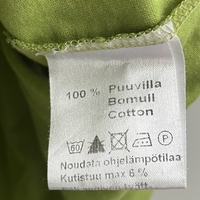 100 % Puuvilla
Bomull
Cotton
60 P
Noudata ohjelämpötilaa
Kutistuu max 6 %